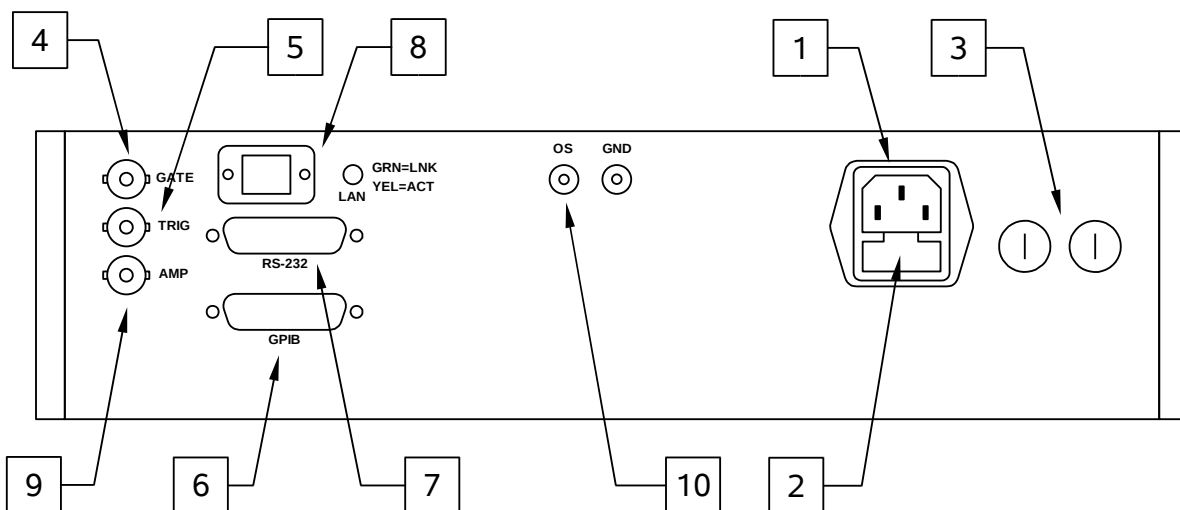 4
5
8
1
3
OS
GND
GATE
GRN=LNK
YEL=ACT
LAN
TRIG
RS-232
AMP
GPIB
9
6
7
10
2